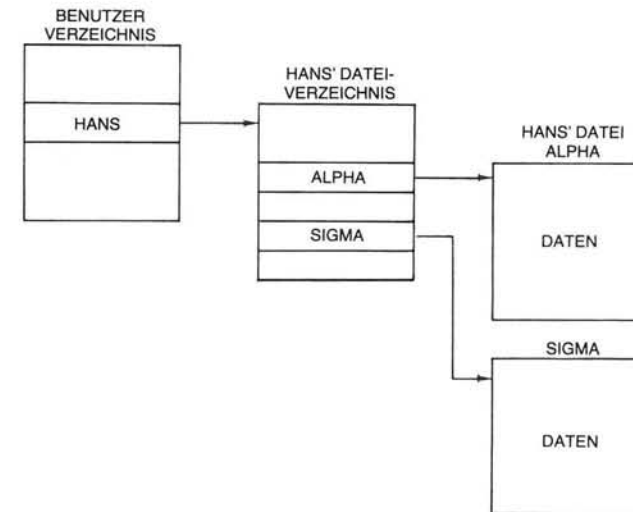 BENUTZER
VERZEICHNIS
HANS
HANS' DATEI-
VERZEICHNIS
ALPHA
SIGMA
HANS' DATEI
ALPHA
DATEN
SIGMA
DATEN